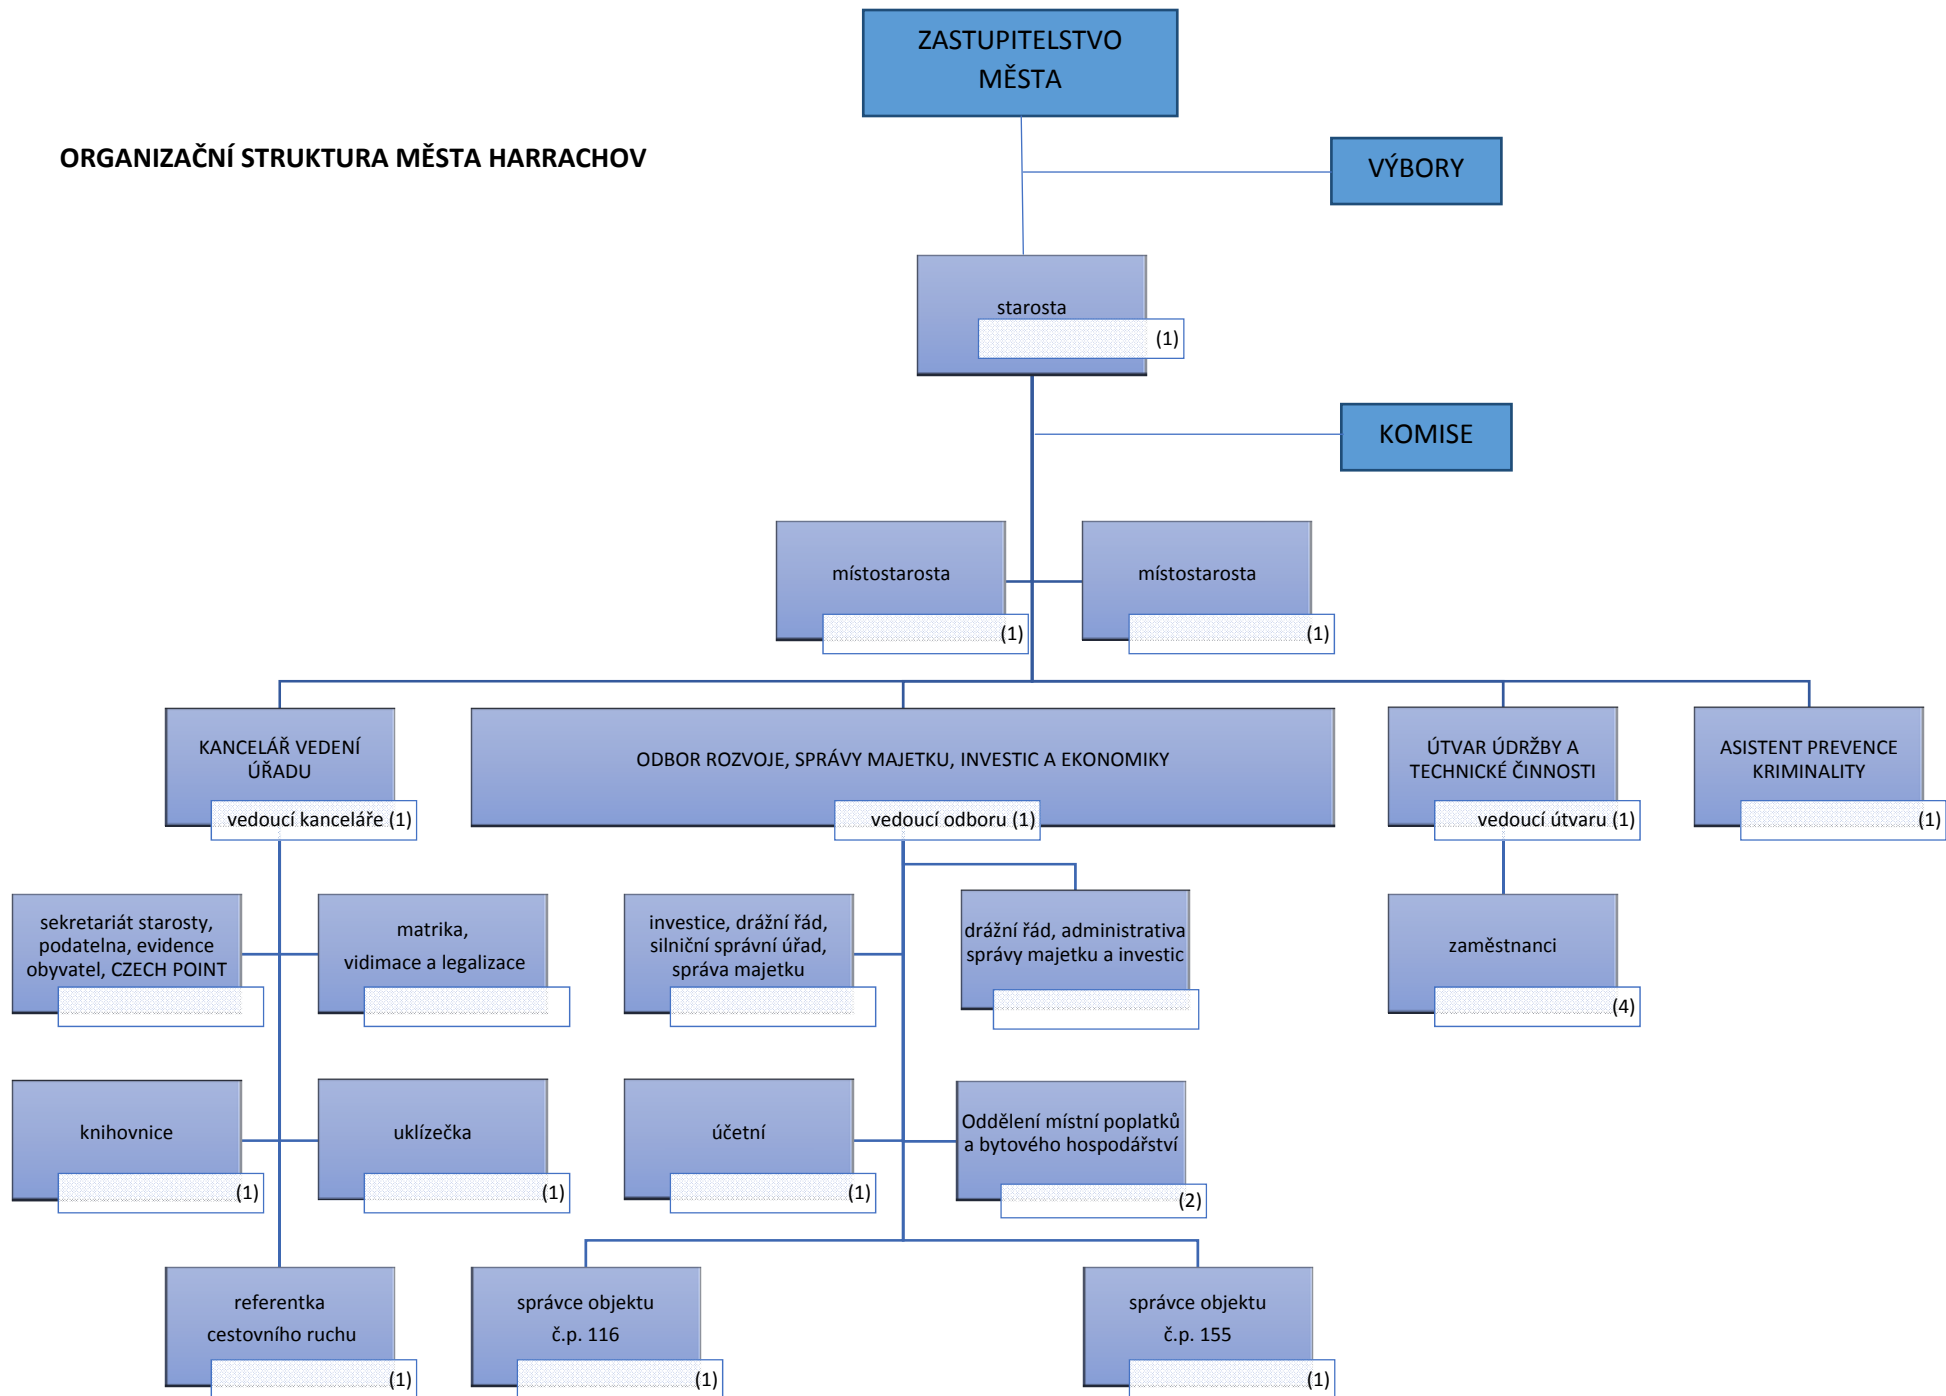 ZASTUPITELSTVO
MĚSTA
ORGANIZAČNÍ STRUKTURA MĚSTA HARRACHOV
VÝBORY
starosta
(1)
KOMISE
místostarosta
(1)
místostarosta
(1)
KANCELÁŘ VEDENÍ
ÚŘADU
vedoucí kanceláře (1)
ODBOR ROZVOJE, SPRÁVY MAJETKU, INVESTIC A EKONOMIKY
vedoucí odboru (1)
ÚTVAR ÚDRŽBY A
TECHNICKÉ ČINNOSTI
vedoucí útvaru (1)
ASISTENT PREVENCE
KRIMINALITY
(1)
sekretariát starosty,
podatelna, evidence
obyvatel, CZECH POINT
matrika,
vidimace a legalizace
investice, drážní řád,
silniční správní úřad,
správa majetku
drážní řád, administrativa
správy majetku a investic
zaměstnanci
(4)
knihovnice
(1)
uklízečka
(1)
účetní
(1)
Oddělení místní poplatků
a bytového hospodářství
(2)
referentka
cestovního ruchu
(1)
správce objektu
č.p. 116
(1)
správce objektu
č.p. 155
(1)